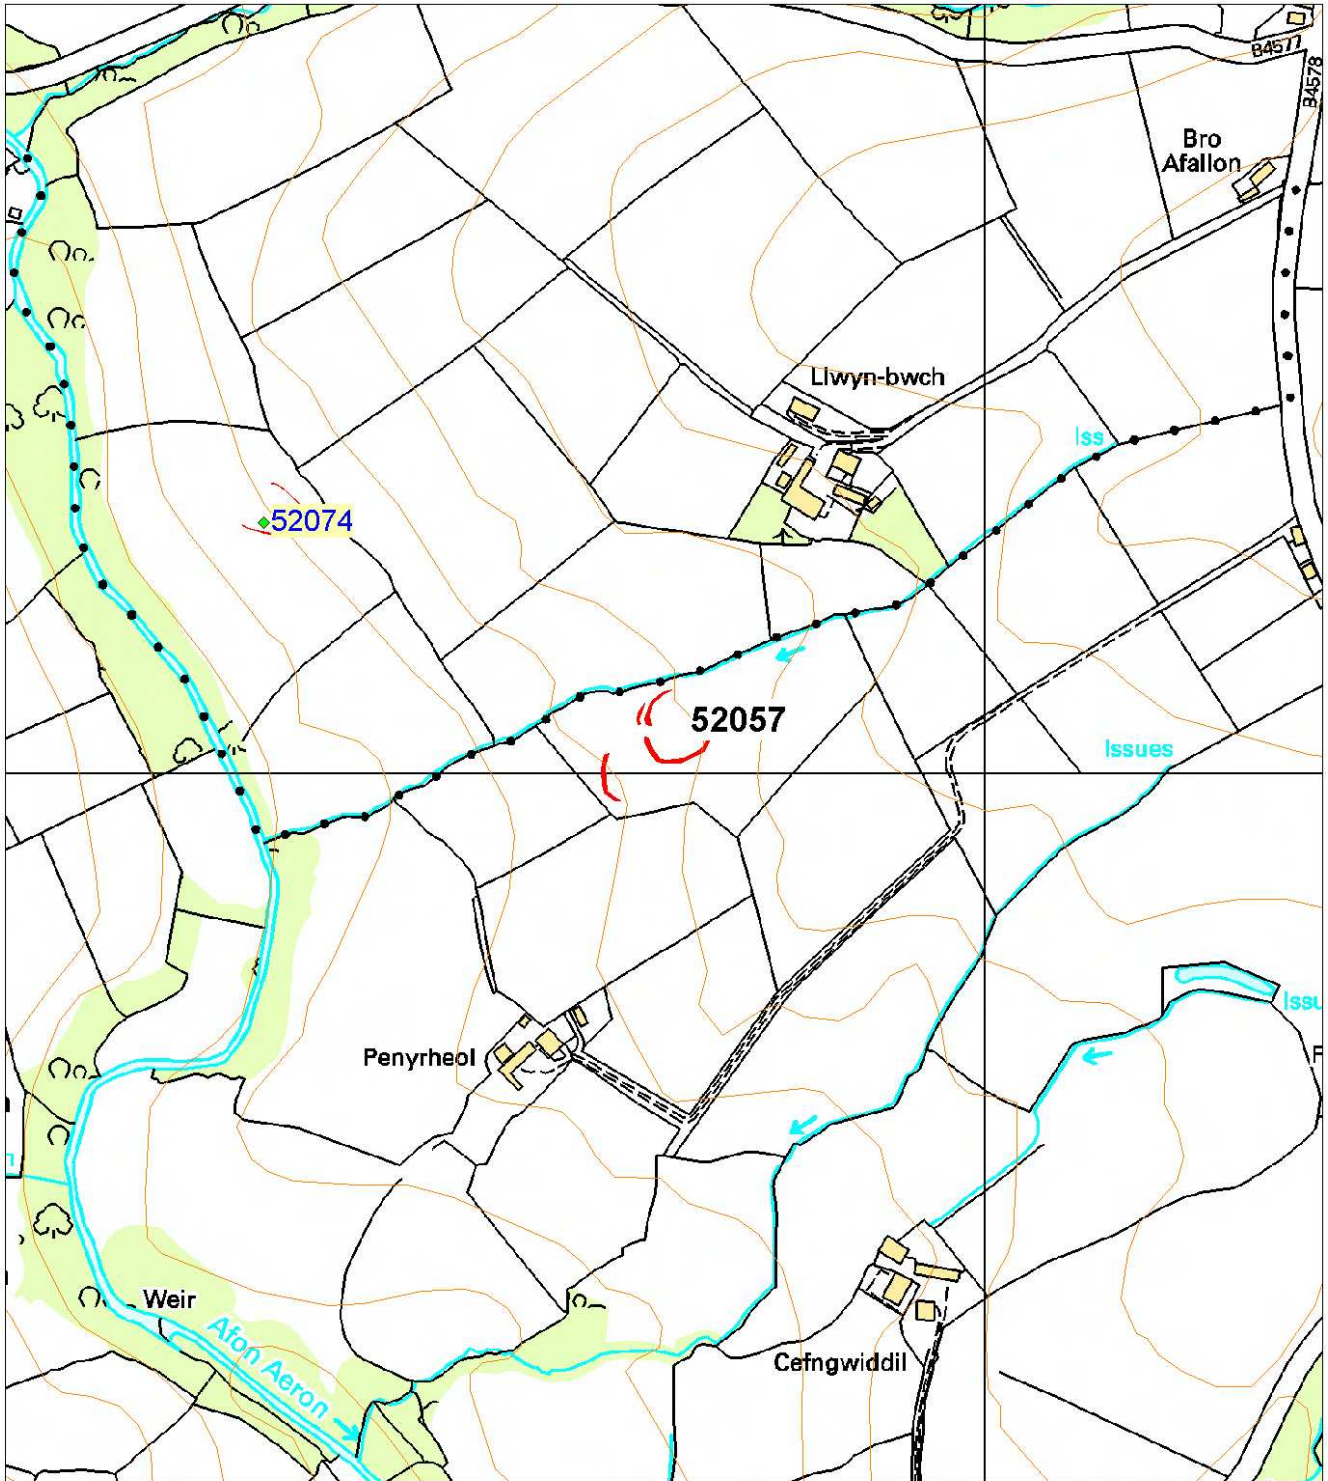 B4577
B4578
Bro
Afallon
Llwyn-bwch
Iss
52074
52057
Issues
Issu
F
Penyrheol
Weir
Afon Aeron
Cefngwiddil